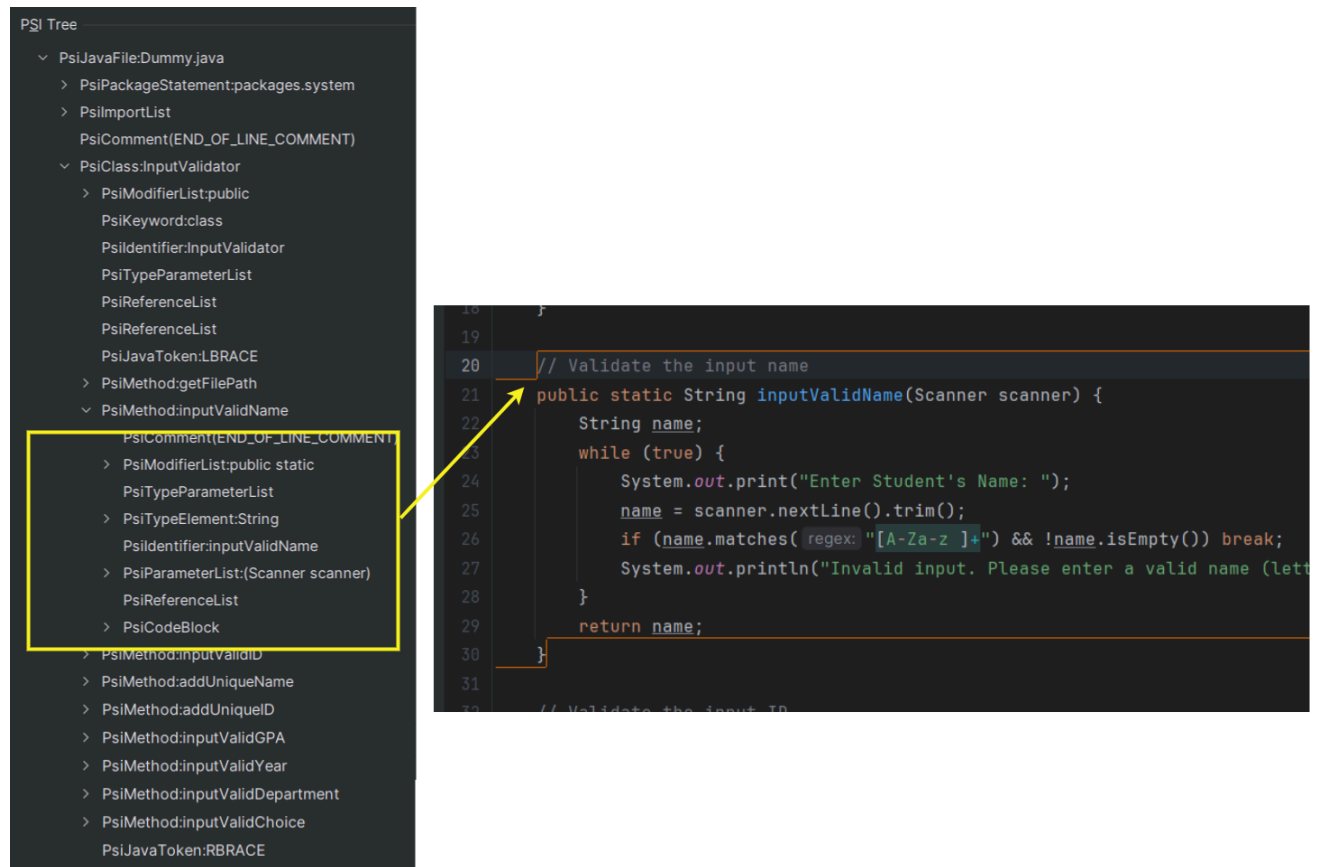 PSI Tree
PsiJavaFile:Dummy.java
PsiPackageStatement:packages.system
PsiImportList
PsiComment(END_OF_LINE_COMMENT)
PsiClass:InputValidator
PsiModifierList:public
PsiKeyword:class
PsiIdentifier:InputValidator
PsiTypeParameterList
PsiReferenceList
PsiReferenceList
PsiJavaToken:LBRACE
PsiMethod:getFilePath
PsiMethod:inputValidName
PsiComment(END_OF_LINE_COMMENT)
PsiModifierList:public static
PsiTypeParameterList
PsiTypeElement:String
PsiIdentifier:inputValidName
PsiParameterList:(Scanner scanner)
PsiReferenceList
PsiCodeBlock
PsiMethod:inputValidID
PsiMethod:addUniqueName
PsiMethod:addUniqueID
PsiMethod:inputValidGPA
PsiMethod:inputValidYear
PsiMethod:inputValidDepartment
PsiMethod:inputValidChoice
PsiJavaToken:RBRACE
18 }
19
20 // Validate the input name
21 public static String inputValidName(Scanner scanner) {
22 String name;
23 while (true) {
24 System.out.print("Enter Student's Name: ");
25 name = scanner.nextLine().trim();
26 if (name.matches( regex: "[A-Za-z ]+") && !name.isEmpty()) break;
27 System.out.println("Invalid input. Please enter a valid name (lett
28 }
29 return name;
30 }
31
32 // Validate the input ID